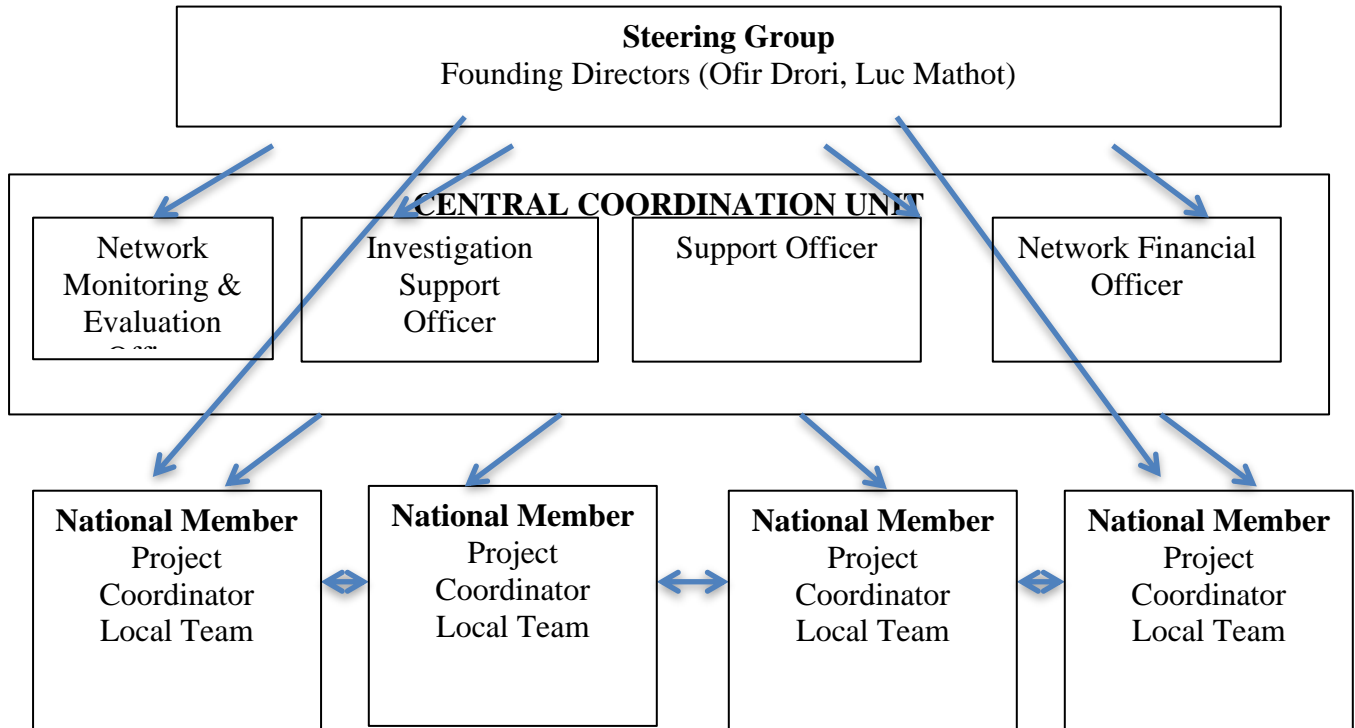 Steering Group
Founding Directors (Ofir Drori, Luc Mathot)
CENTRAL COORDINATION UNIT
Network
Monitoring &
Evaluation
Investigation
Support
Officer
Support Officer
Network Financial
Officer
National Member
Project
Coordinator
Local Team
National Member
Project
Coordinator
Local Team
National Member
Project
Coordinator
Local Team
National Member
Project
Coordinator
Local Team